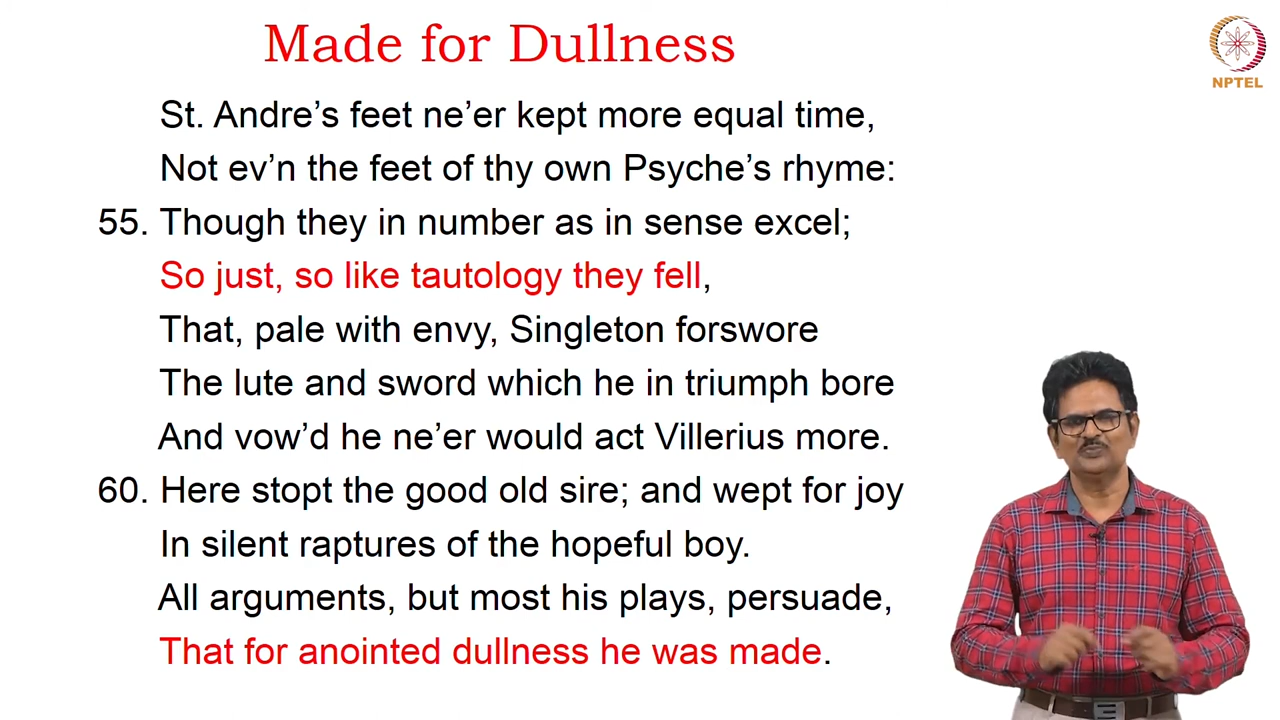 Made for Dullness
NPTEL
St. Andre’s feet ne’er kept more equal time,
Not ev’n the feet of thy own Psyche’s rhyme:
55. Though they in number as in sense excel;
So just, so like tautology they fell,
That, pale with envy, Singleton forswore
The lute and sword which he in triumph bore
And vow’d he ne’er would act Villerius more.
60. Here stopt the good old sire; and wept for joy
In silent raptures of the hopeful boy.
All arguments, but most his plays, persuade,
That for anointed dullness he was made.